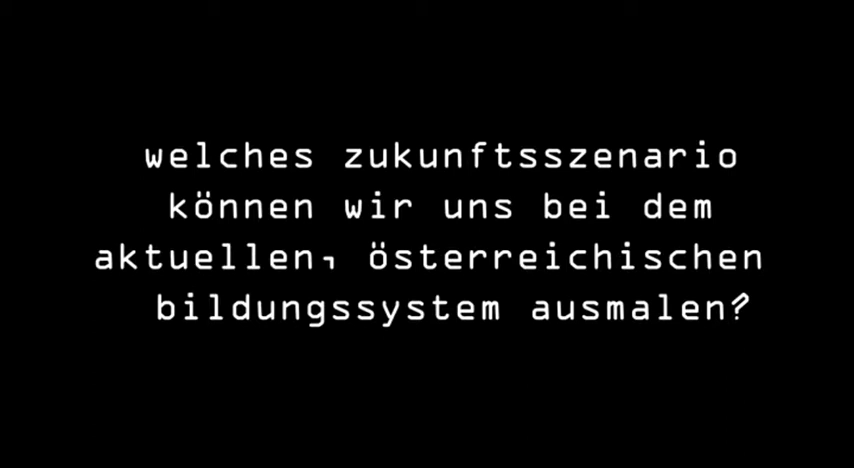 welches zukunftsszenario
können wir uns bei dem
aktuellen, österreichischen
bildungssystem ausmalen?